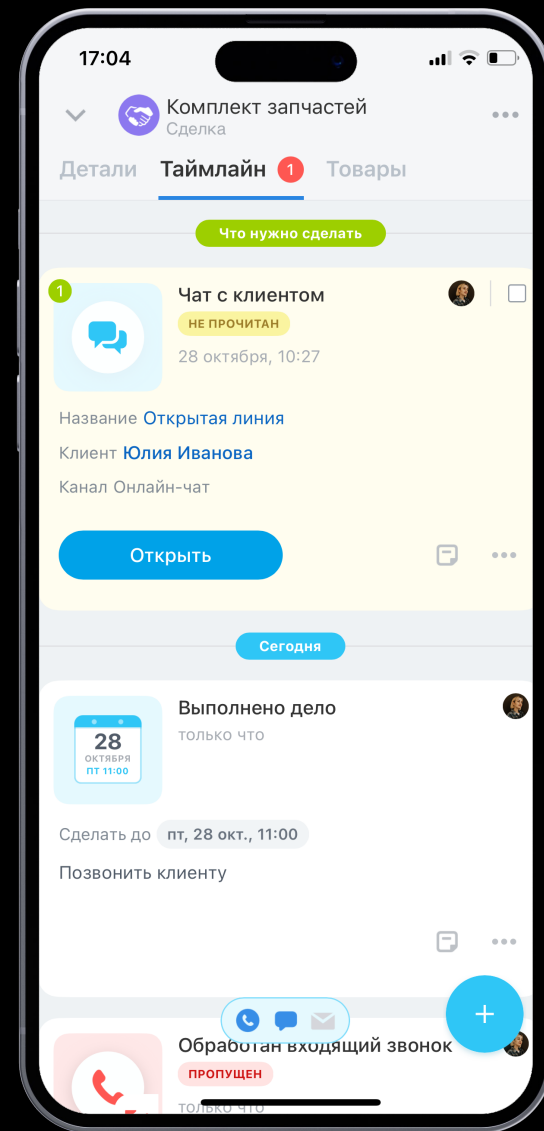 17:04
Комплект запчастей
Сделка
Детали Таймлайн 1 Товары
Что нужно сделать
1
Чат с клиентом
НЕ ПРОЧИТАН
28 октября, 10:27
Название Открытая линия
Клиент Юлия Иванова
Канал Онлайн-чат
Открыть
Сегодня
Выполнено дело
только что
28
ОКТЯБРЯ
ПТ 11:00
Сделать до пт, 28 окт., 11:00
Позвонить клиенту
+
Обработан входящий звонок
ПРОПУЩЕН
только что